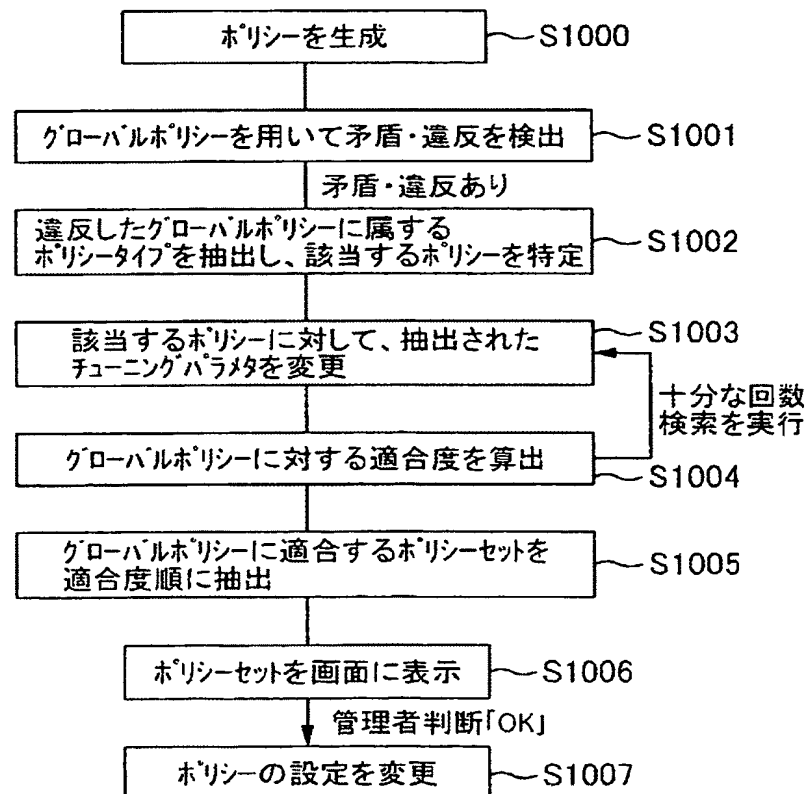 ポリシーを生成
S1000
グローバルポリシーを用いて矛盾・違反を検出
S1001
矛盾・違反あり
違反したグローバルポリシーに属する
ポリシータイプを抽出し、該当するポリシーを特定
S1002
該当するポリシーに対して、抽出された
チューニングパラメタを変更
S1003
十分な回数
検索を実行
グローバルポリシーに対する適合度を算出
S1004
グローバルポリシーに適合するポリシーセットを
適合度順に抽出
S1005
ポリシーセットを画面に表示
S1006
管理者判断「OK」
ポリシーの設定を変更
S1007